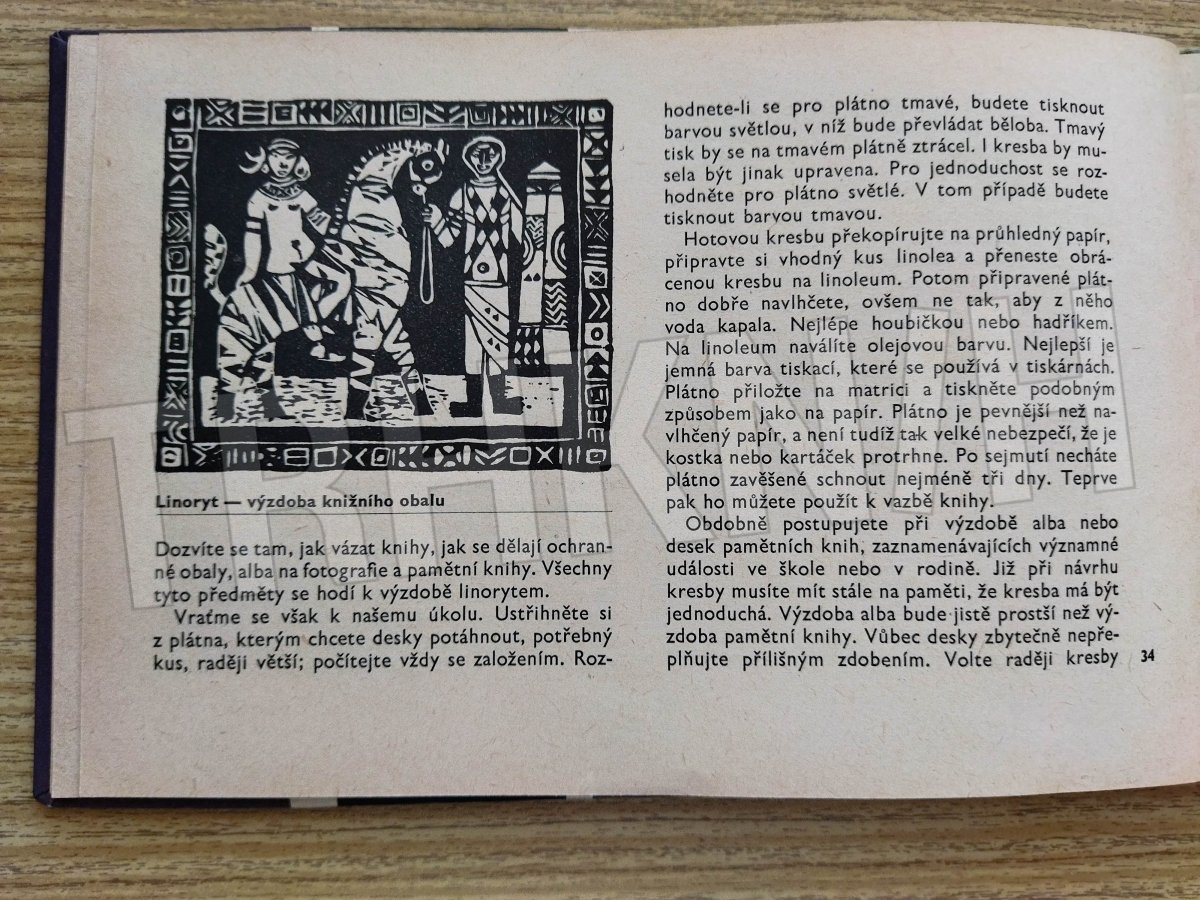 Linoryt — výzdoba knižního obalu
Dozvíte se tam, jak vázat knihy, jak se dělají ochran-
né obaly, alba na fotografie a pamětní knihy. Všechny
tyto předměty se hodí k výzdobě linorytem.
Vraťme se však k našemu úkolu. Ustřihněte si
z plátna, kterým chcete desky potáhnout, potřebný
kus, raději větší; počítejte vždy se založením. Roz-
hodnete-li se pro plátno tmavé, budete tisknout
barvou světlou, v níž bude převládat běloba. Tmavý
tisk by se na tmavém plátně ztrácel. I kresba by mu-
sela být jinak upravena. Pro jednoduchost se roz-
hodněte pro plátno světlé. V tom případě budete
tisknout barvou tmavou.
Hotovou kresbu překopírujte na průhledný papír,
připravte si vhodný kus linolea a přeneste obrá-
cenou kresbu na linoleum. Potom připravené plát-
no dobře navlhčete, ovšem ne tak, aby z něho
voda kapala. Nejlépe houbičkou nebo hadříkem.
Na linoleum naválíte olejovou barvu. Nejlepší je
jemná barva tiskací, které se používá v tiskárnách.
Plátno přiložte na matrici a tiskněte podobným
způsobem jako na papír. Plátno je pevnější než na-
vlhčený papír, a není tudíž tak velké nebezpečí, že je
kostka nebo kartáček protrhne. Po sejmutí necháte
plátno zavěšené schnout nejméně tři dny. Teprve
pak ho můžete použít k vazbě knihy.
Obdobně postupujete při výzdobě alba nebo
desek pamětních knih, zaznamenávajících významné
události ve škole nebo v rodině. Již při návrhu
kresby musíte mít stále na paměti, že kresba má být
jednoduchá. Výzdoba alba bude jistě prostší než vý-
zdoba pamětní knihy. Vůbec desky zbytečně nepře-
plňujte přílišným zdobením. Volte raději kresby
34
TRHKNIH